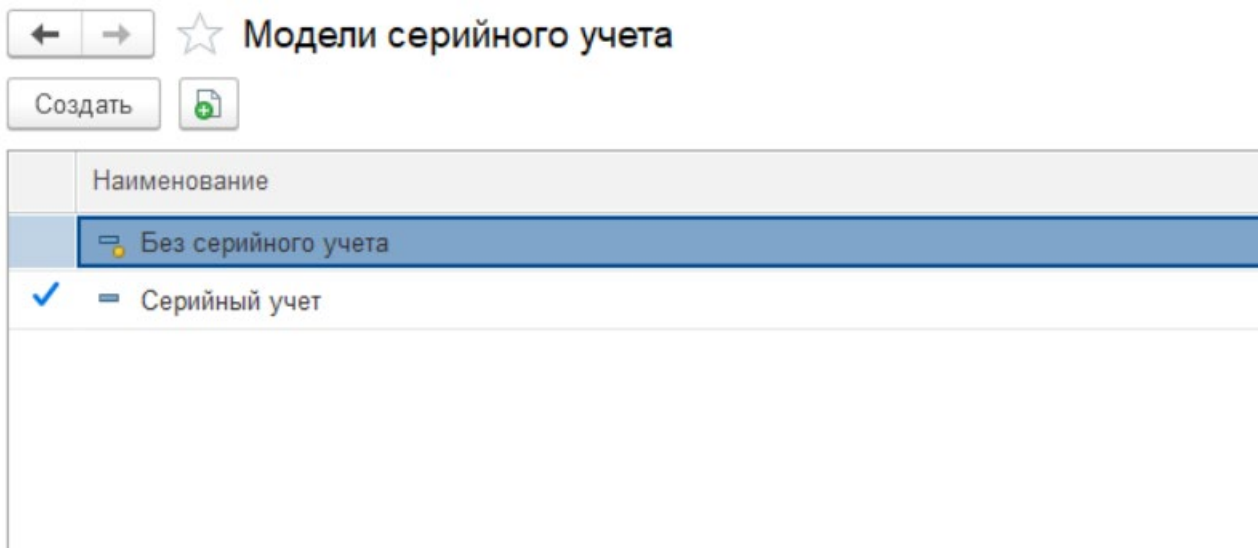 Модели серийного учета
Создать
Наименование
Без серийного учета
Серийный учет